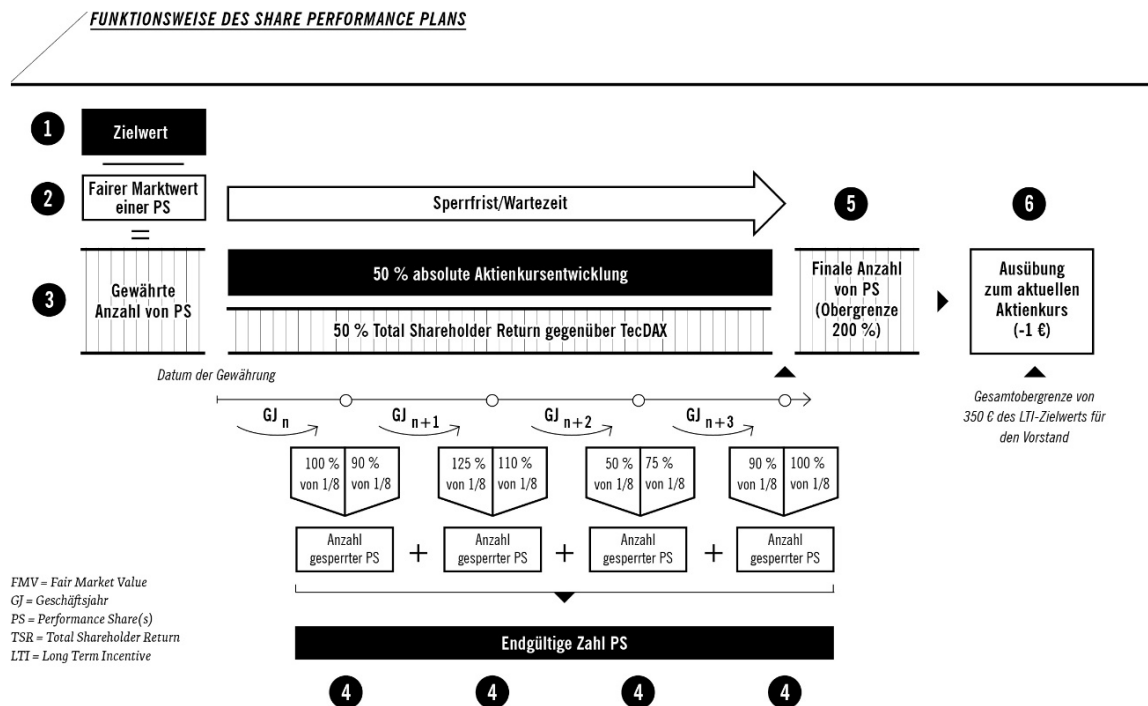 FUNKTIONSWEISE DES SHARE PERFORMANCE PLANS
1
Zielwert
2
Fairer Marktwert
einer PS
=
3
Gewährte
Anzahl von PS
Sperrfrist/Wartezeit
50 % absolute Aktienkursentwicklung
50 % Total Shareholder Return gegenüber TecDAX
5
Finale Anzahl
von PS
(Obergrenze
200 %)
6
Ausübung
zum aktuellen
Aktienkurs
(-1 €)
Gesamtobergrenze von
350 € des LTI-Zielwerts für
den Vorstand
Datum der Gewährung
GJ n
GJ n+1
GJ n+2
GJ n+3
100 % von 1/8
90 % von 1/8
125 % von 1/8
110 % von 1/8
50 % von 1/8
75 % von 1/8
90 % von 1/8
100 % von 1/8
Anzahl
gesperrter PS
+
Anzahl
gesperrter PS
+
Anzahl
gesperrter PS
+
Anzahl
gesperrter PS
Endgültige Zahl PS
4
4
4
4
FMV = Fair Market Value
GJ = Geschäftsjahr
PS = Performance Share(s)
TSR = Total Shareholder Return
LTI = Long Term Incentive